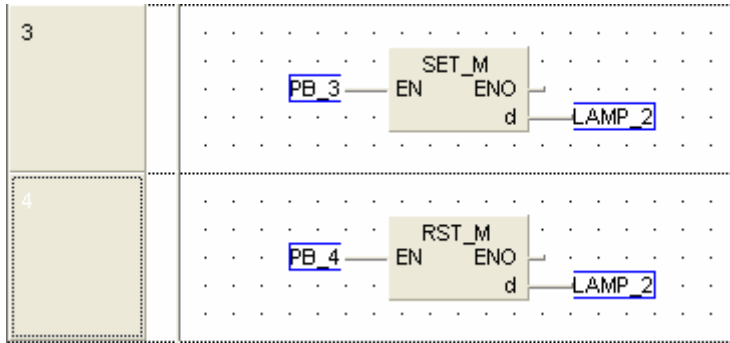 3
SET_M
PB_3 EN ENO
d LAMP_2
4
RST_M
PB_4 EN ENO
d LAMP_2